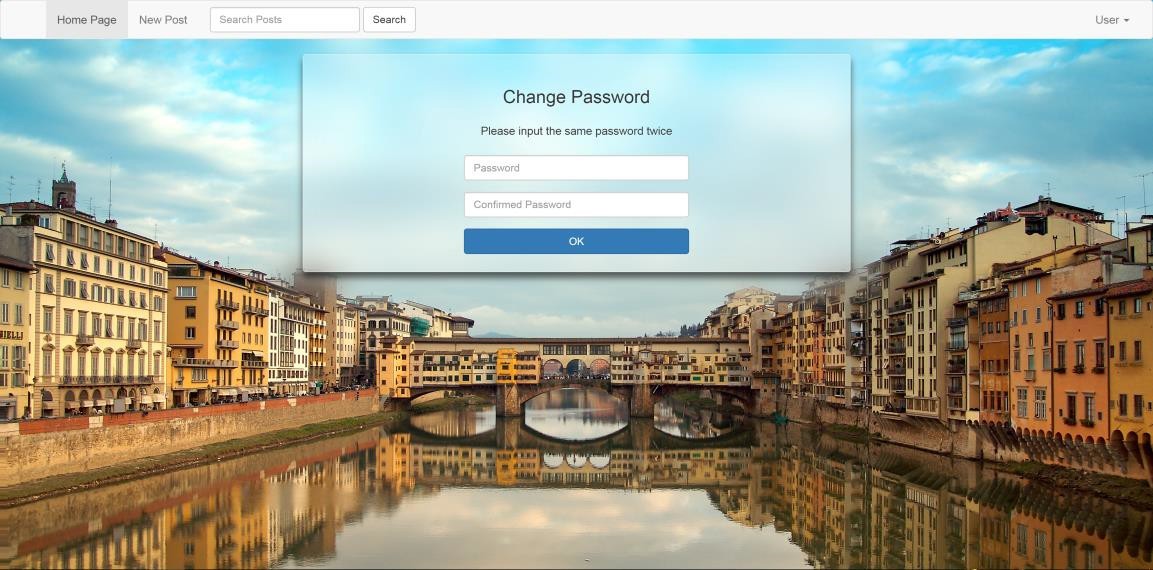 Home Page New Post Search Posts Search User
Change Password
Please input the same password twice
Password
Confirmed Password
OK